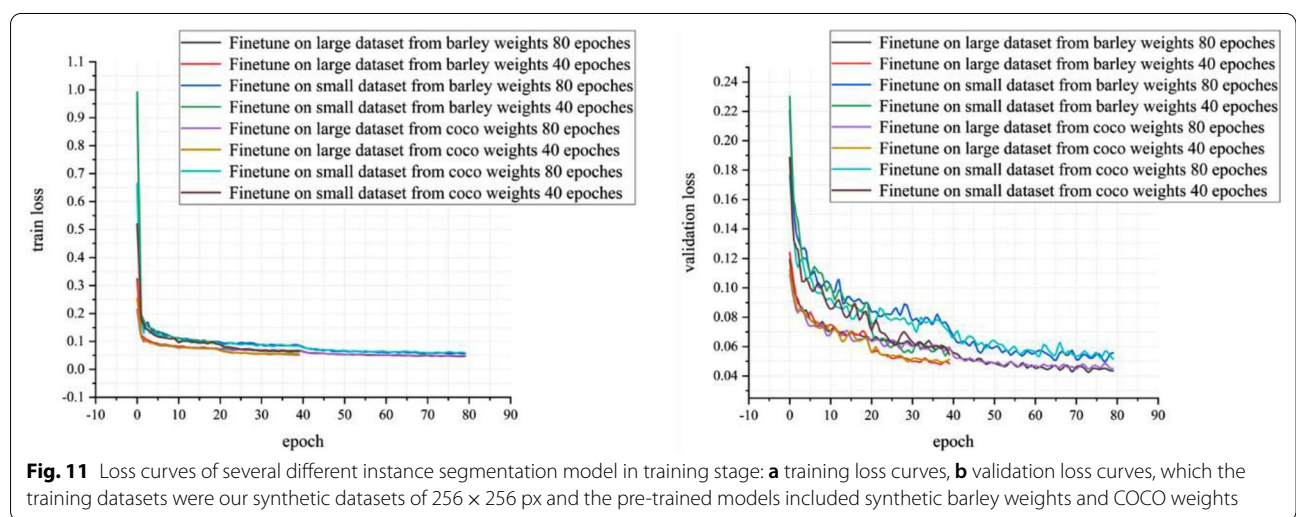 Finetune on large dataset from barley weights 80 epoches
Finetune on large dataset from barley weights 40 epoches
Finetune on small dataset from barley weights 80 epoches
Finetune on small dataset from barley weights 40 epoches
Finetune on large dataset from coco weights 80 epoches
Finetune on large dataset from coco weights 40 epoches
Finetune on small dataset from coco weights 80 epoches
Finetune on small dataset from coco weights 40 epoches
1.1
1.0
0.9
0.8
0.7
0.6
0.5
0.4
0.3
0.2
0.1
0.0
-0.1
train loss
-10 0 10 20 30 40 50 60 70 80 90
epoch
Finetune on large dataset from barley weights 80 epoches
Finetune on large dataset from barley weights 40 epoches
Finetune on small dataset from barley weights 80 epoches
Finetune on small dataset from barley weights 40 epoches
Finetune on large dataset from coco weights 80 epoches
Finetune on large dataset from coco weights 40 epoches
Finetune on small dataset from coco weights 80 epoches
Finetune on small dataset from coco weights 40 epoches
0.24
0.22
0.20
0.18
0.16
0.14
0.12
0.10
0.08
0.06
0.04
validation loss
-10 0 10 20 30 40 50 60 70 80 90
epoch
Fig. 11 Loss curves of several different instance segmentation model in training stage: a training loss curves, b validation loss curves, which the
training datasets were our synthetic datasets of 256 × 256 px and the pre-trained models included synthetic barley weights and COCO weights